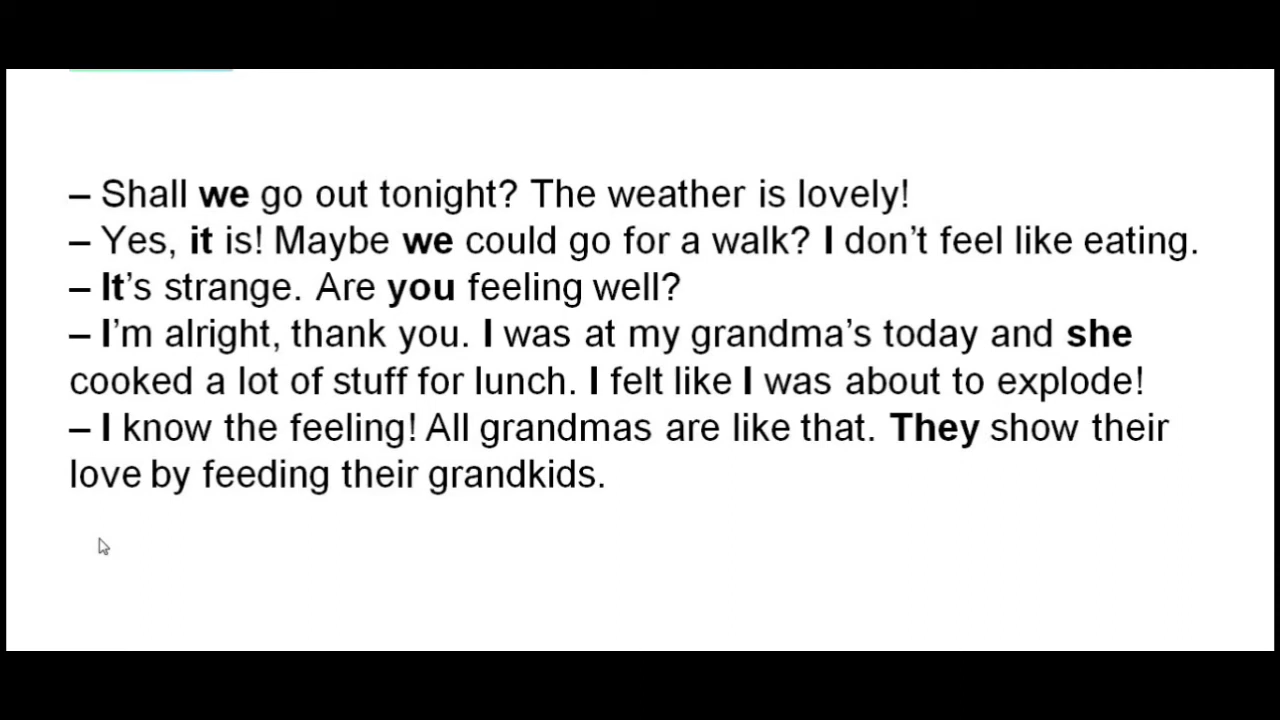 – Shall we go out tonight? The weather is lovely!
– Yes, it is! Maybe we could go for a walk? I don’t feel like eating.
– It’s strange. Are you feeling well?
– I’m alright, thank you. I was at my grandma’s today and she
cooked a lot of stuff for lunch. I felt like I was about to explode!
– I know the feeling! All grandmas are like that. They show their
love by feeding their grandkids.